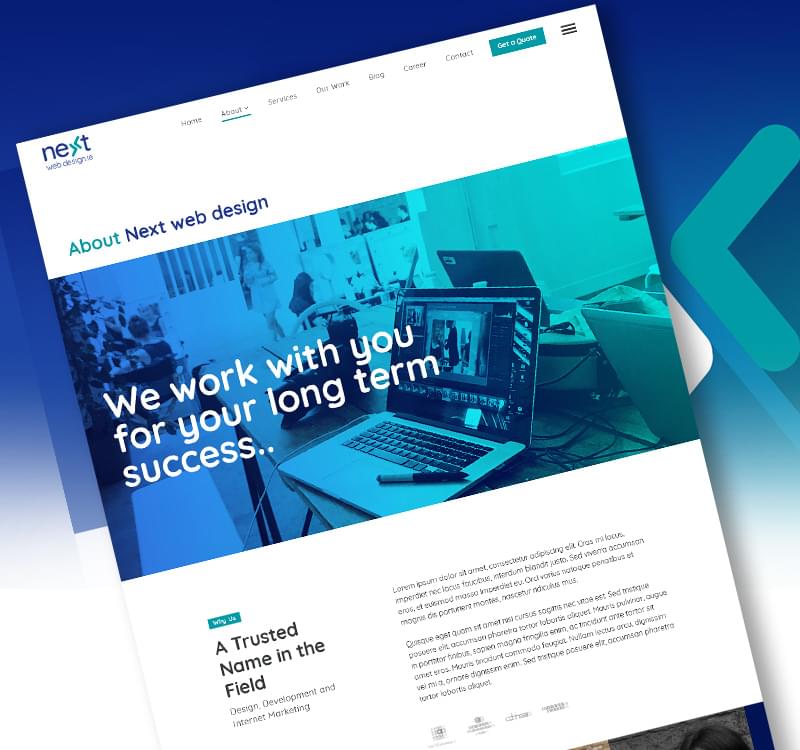 Home About Services Our Work Blog Career Contact Get a Quote
next
web design.ie
About Next web design
We work with you
for your long term
success..
Why Us
A Trusted
Name in the
Field
Design, Development and
Internet Marketing
Lorem ipsum dolor sit amet, consectetur adipiscing elit. Cras mi lacus,
imperdiet nec lacus faucibus, interdum blandit justo. Sed viverra accumsan
eros, et euismod massa imperdiet eu. Orci varius natoque penatibus et
magnis dis parturient montes, nascetur ridiculus mus.
Quisque eget quam sit amet nisl cursus sagittis nec vitae est. Sed tristique
posuere elit, accumsan pharetra tortor lobortis aliquet. Mauris pulvinar, augue
in porttitor finibus, sapien magna fringilla enim, ac tincidunt ante tortor sit
amet eros. Mauris tincidunt commodo feugiat. Nullam lectus arcu, dignissim
vel mi a, ornare dignissim enim. Sed tristique posuere elit, accumsan pharetra
tortor lobortis aliquet.